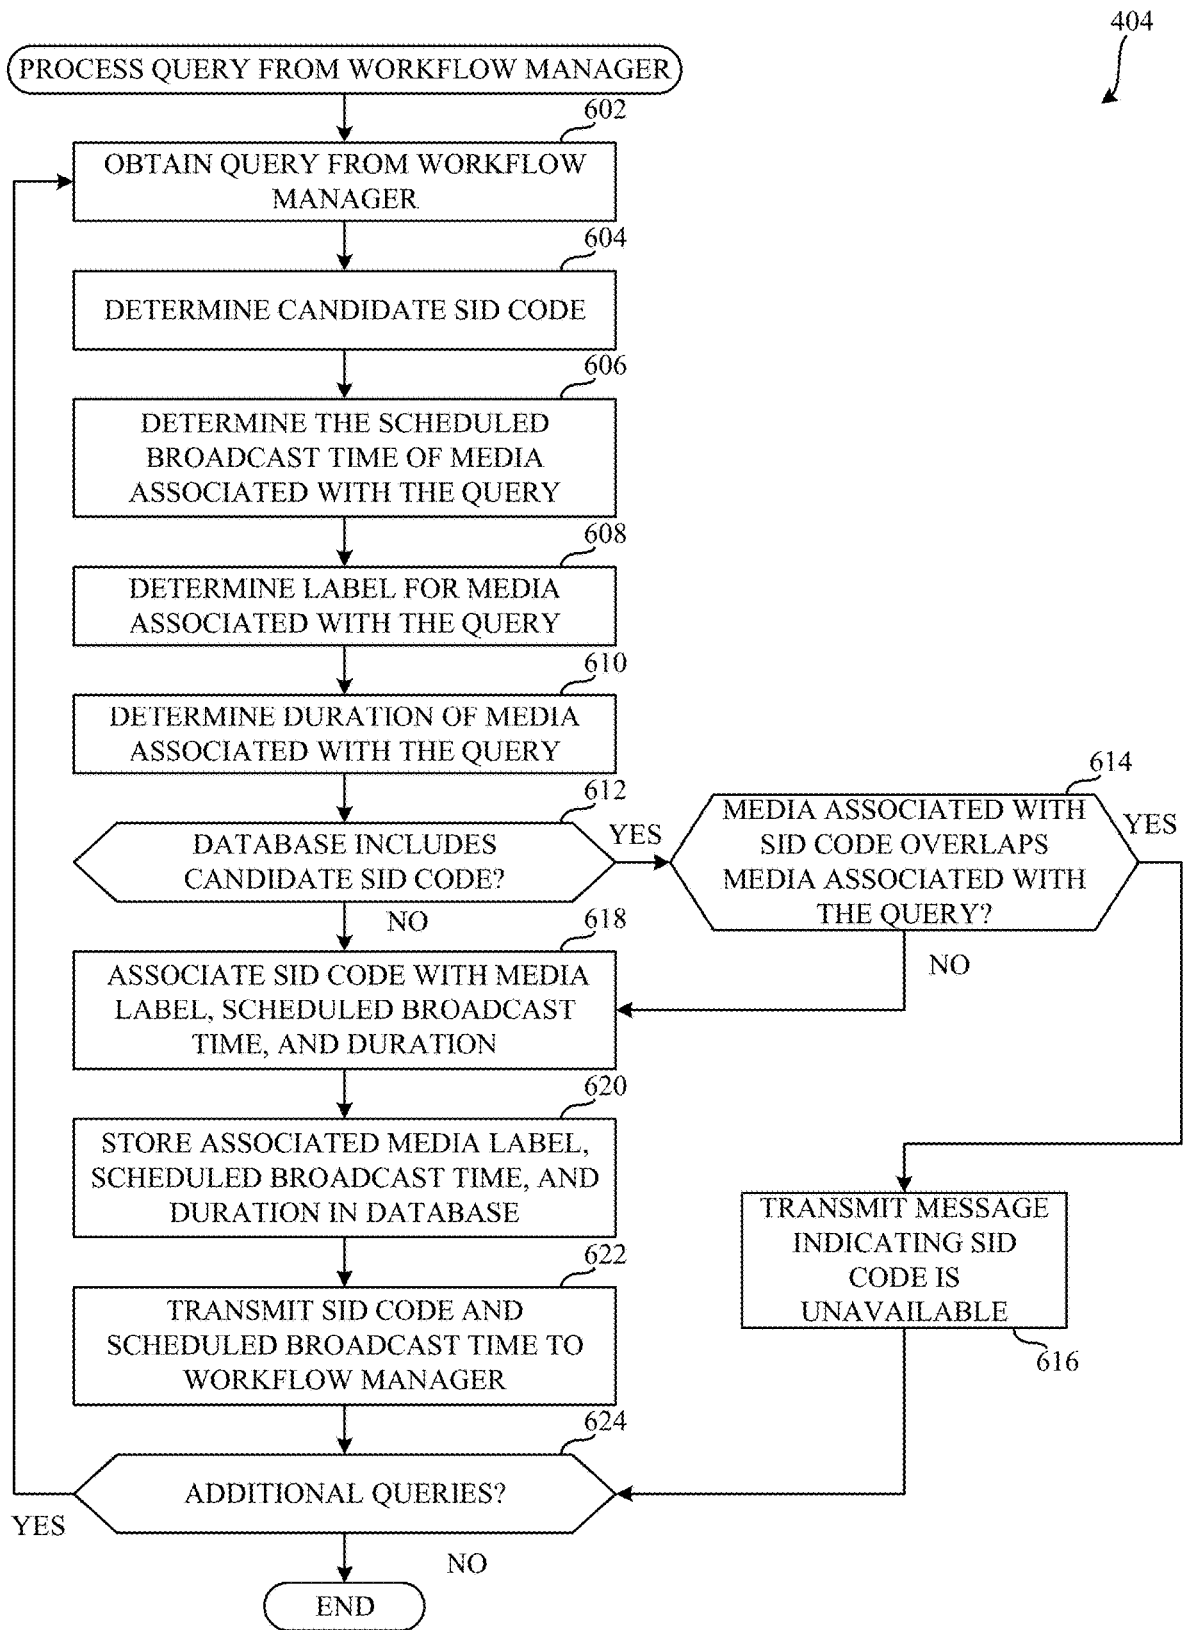 404
PROCESS QUERY FROM WORKFLOW MANAGER
602
OBTAIN QUERY FROM WORKFLOW
MANAGER
604
DETERMINE CANDIDATE SID CODE
606
DETERMINE THE SCHEDULED
BROADCAST TIME OF MEDIA
ASSOCIATED WITH THE QUERY
608
DETERMINE LABEL FOR MEDIA
ASSOCIATED WITH THE QUERY
610
DETERMINE DURATION OF MEDIA
ASSOCIATED WITH THE QUERY
612
DATABASE INCLUDES
CANDIDATE SID CODE?
YES
NO
614
MEDIA ASSOCIATED WITH
SID CODE OVERLAPS
MEDIA ASSOCIATED WITH
THE QUERY?
YES
NO
618
ASSOCIATE SID CODE WITH MEDIA
LABEL, SCHEDULED BROADCAST
TIME, AND DURATION
620
STORE ASSOCIATED MEDIA LABEL,
SCHEDULED BROADCAST TIME, AND
DURATION IN DATABASE
TRANSMIT MESSAGE
INDICATING SID
CODE IS
UNAVAILABLE
616
622
TRANSMIT SID CODE AND
SCHEDULED BROADCAST TIME TO
WORKFLOW MANAGER
624
ADDITIONAL QUERIES?
YES
NO
END